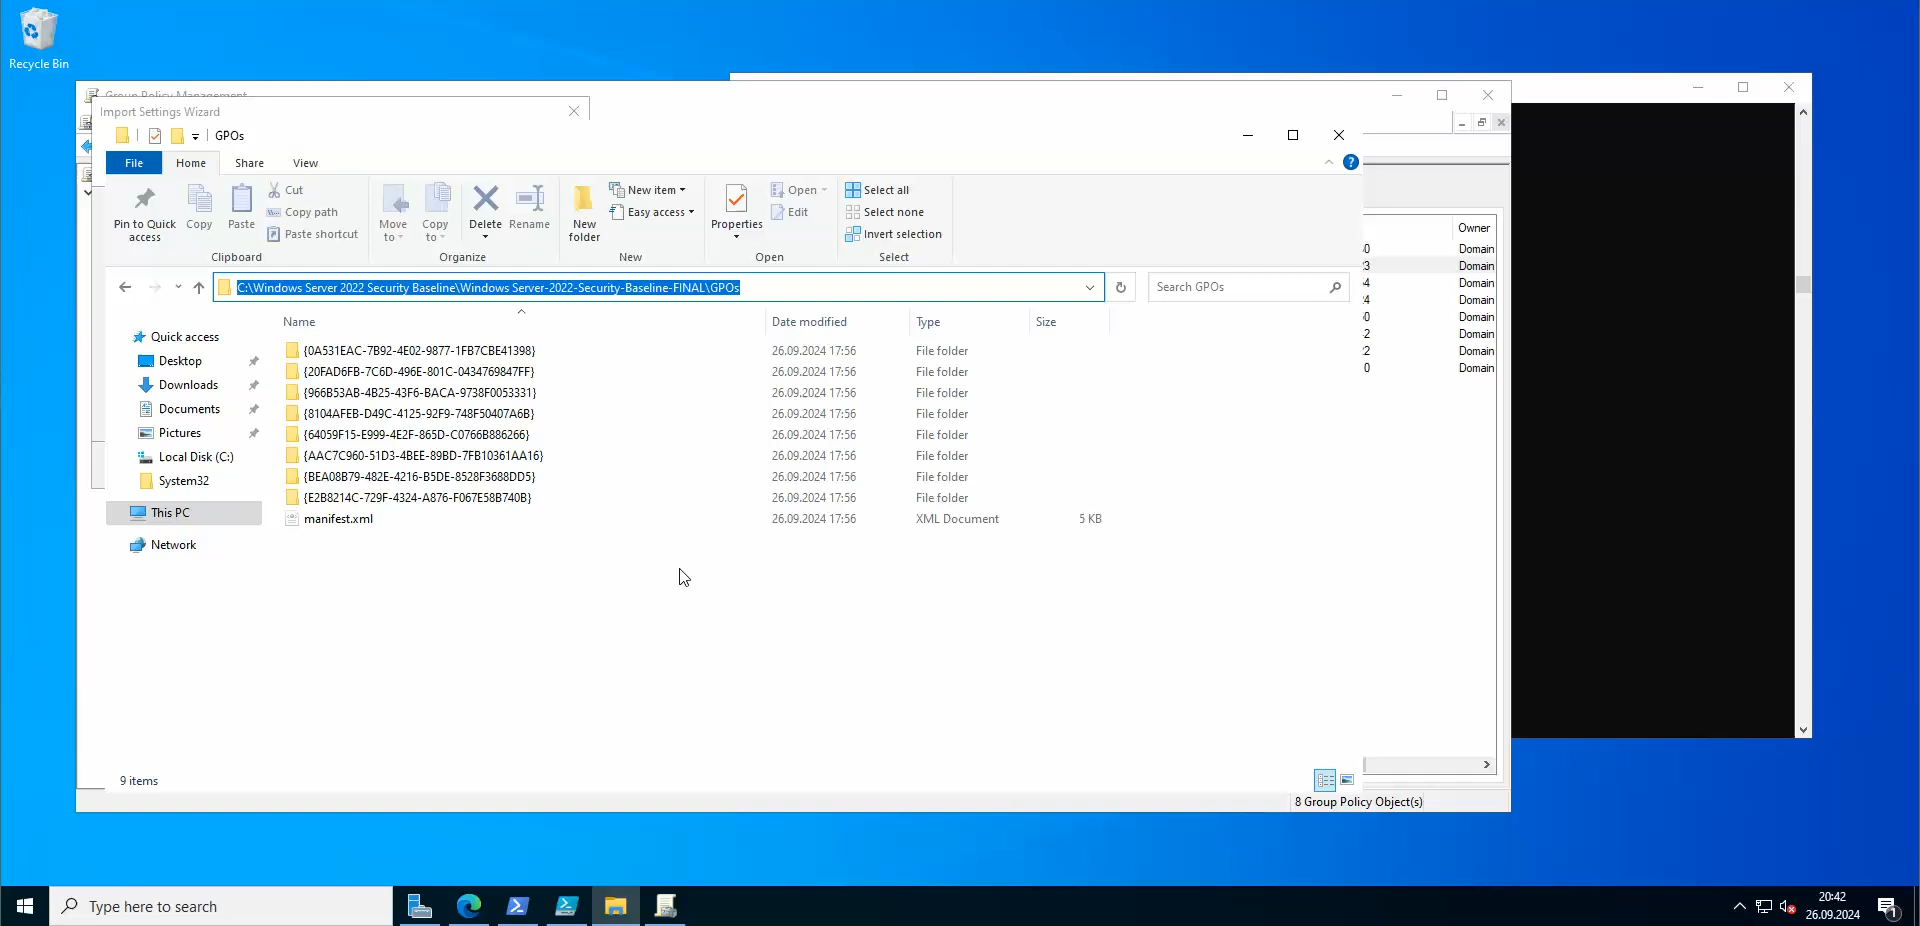 Recycle Bin
Group Policy Management
Import Settings Wizard
GPOs
File
Home
Share
View
Pin to Quick access
Copy
Paste
Cut
Copy path
Paste shortcut
Clipboard
Move to
Copy to
Delete
Rename
Organize
New folder
New item
Easy access
New
Properties
Open
Edit
Open
Select all
Select none
Invert selection
Select
C:\Windows Server 2022 Security Baseline\Windows Server-2022-Security-Baseline-FINAL\GPOs
Search GPOs
Quick access
Desktop
Downloads
Documents
Pictures
Local Disk (C:)
System32
This PC
Network
Name Date modified Type Size
{0A531EAC-7B92-4E02-9877-1FB7CBE41398} 26.09.2024 17:56 File folder
{20FAD6FB-7C6D-496E-801C-0434769847FF} 26.09.2024 17:56 File folder
{966B53AB-4B25-43F6-BACA-9738F0053331} 26.09.2024 17:56 File folder
{8104AFEB-D49C-4125-92F9-748F50407A6B} 26.09.2024 17:56 File folder
{64059F15-E999-4E2F-865D-C0766B886266} 26.09.2024 17:56 File folder
{AAC7C960-51D3-4BEE-89BD-7FB10361AA16} 26.09.2024 17:56 File folder
{BEA08B79-482E-4216-B5DE-8528F3688DD5} 26.09.2024 17:56 File folder
{E2B8214C-729F-4324-A876-F067E58B740B} 26.09.2024 17:56 File folder
manifest.xml 26.09.2024 17:56 XML Document 5 KB
9 items
Owner
Domain
Domain
Domain
Domain
Domain
Domain
Domain
Domain
8 Group Policy Object(s)
Type here to search
20:42
26.09.2024
1